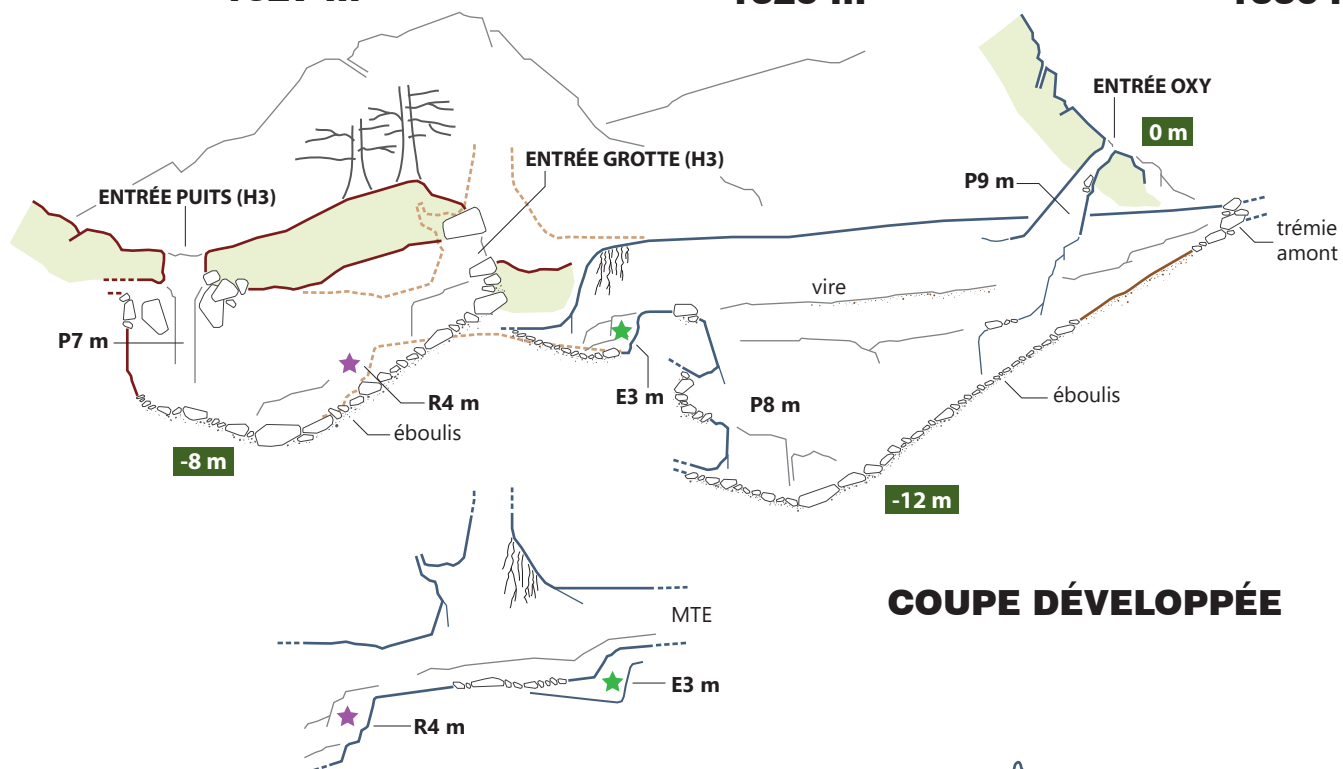 ENTRÉE OXY
0 m
ENTRÉE GROTTE (H3)
P9 m
ENTRÉE PUITS (H3)
trémie
amont
vire
P7 m
E3 m
R4 m
P8 m
éboulis
éboulis
-8 m
-12 m
COUPE DÉVELOPPÉE
MTE
E3 m
R4 m